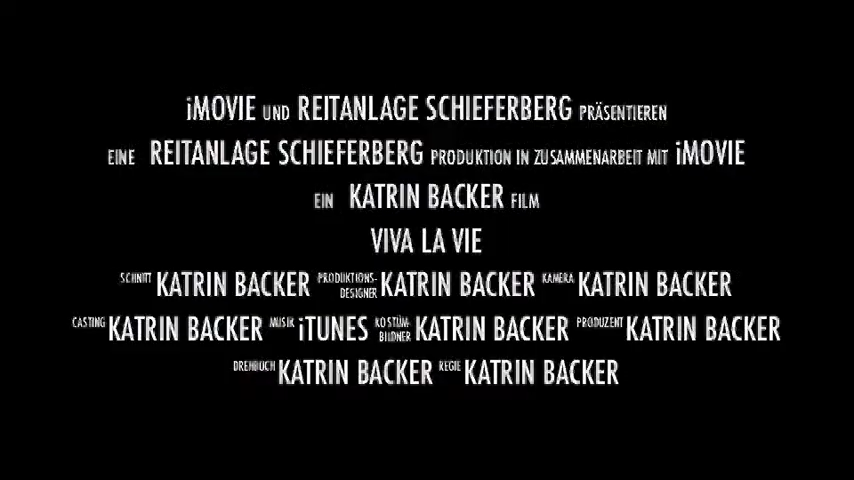 iMOVIE UND REITANLAGE SCHIEFERBERG PRÄSENTIEREN
EINE REITANLAGE SCHIEFERBERG PRODUKTION IN ZUSAMMENARBEIT MIT iMOVIE
EIN KATRIN BACKER FILM
VIVA LA VIE
SCHNITT KATRIN BACKER PRODUKTIONS-DESIGNER KATRIN BACKER KAMERA KATRIN BACKER
CASTING KATRIN BACKER MUSIK iTUNES KOSTÜM-BILDNER KATRIN BACKER PRODUZENT KATRIN BACKER
DREHBUCH KATRIN BACKER REGIE KATRIN BACKER